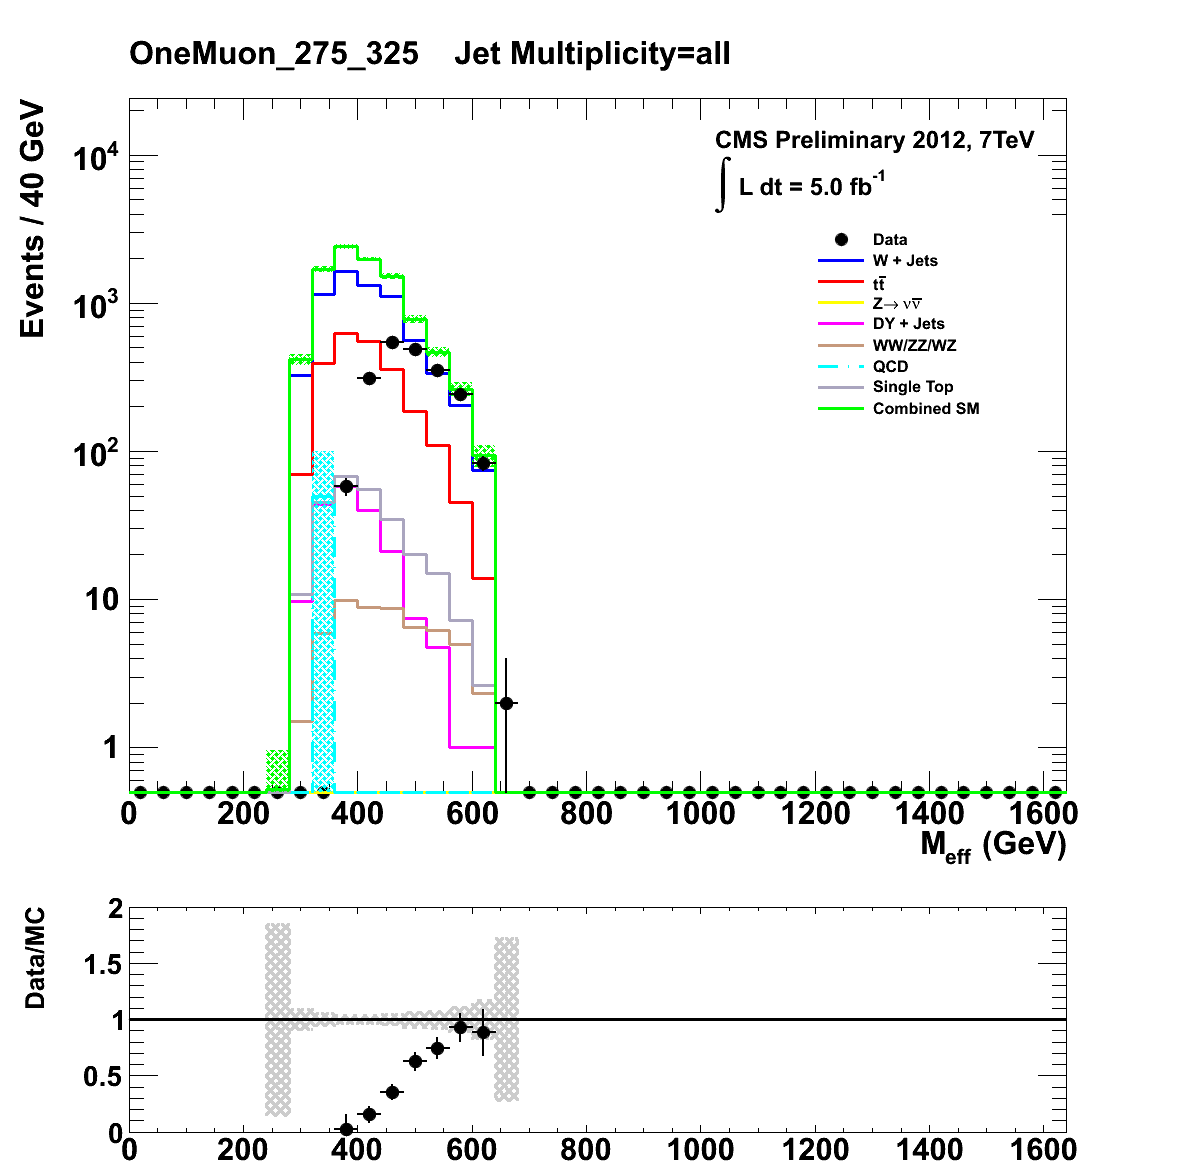 OneMuon_275_325 Jet Multiplicity=all
Events / 40 GeV
10⁴
10³
10²
10
1
CMS Preliminary 2012, 7TeV
∫ L dt = 5.0 fb⁻¹
Data
W + Jets
tt̅
Z→ νν̅
DY + Jets
WW/ZZ/WZ
QCD
Single Top
Combined SM
0 200 400 600 800 1000 1200 1400 1600
M_eff (GeV)
Data/MC
2
1.5
1
0.5
0
0 200 400 600 800 1000 1200 1400 1600